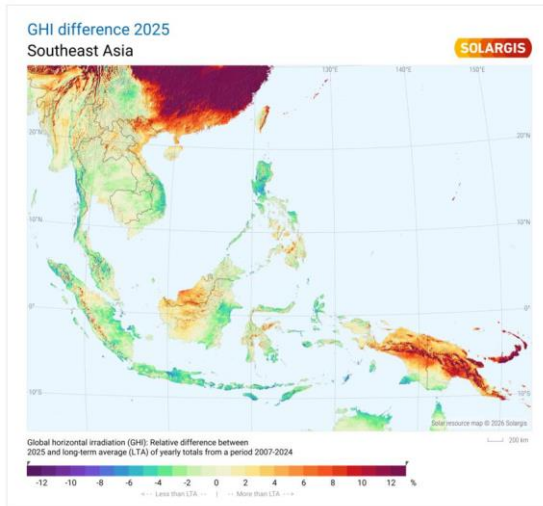 GHI difference 2025
Southeast Asia
SOLARGIS
130°E 140°E 150°E
20°N 20°N
10°N 10°N
0° 0°
10°S 10°S
Solar resource map © 2026 Solargis
Global horizontal irradiation (GHI): Relative difference between
2025 and long-term average (LTA) of yearly totals from a period 2007-2024
200 km
-12 -10 -8 -6 -4 -2 0 2 4 6 8 10 12 %
Less than LTA | More than LTA